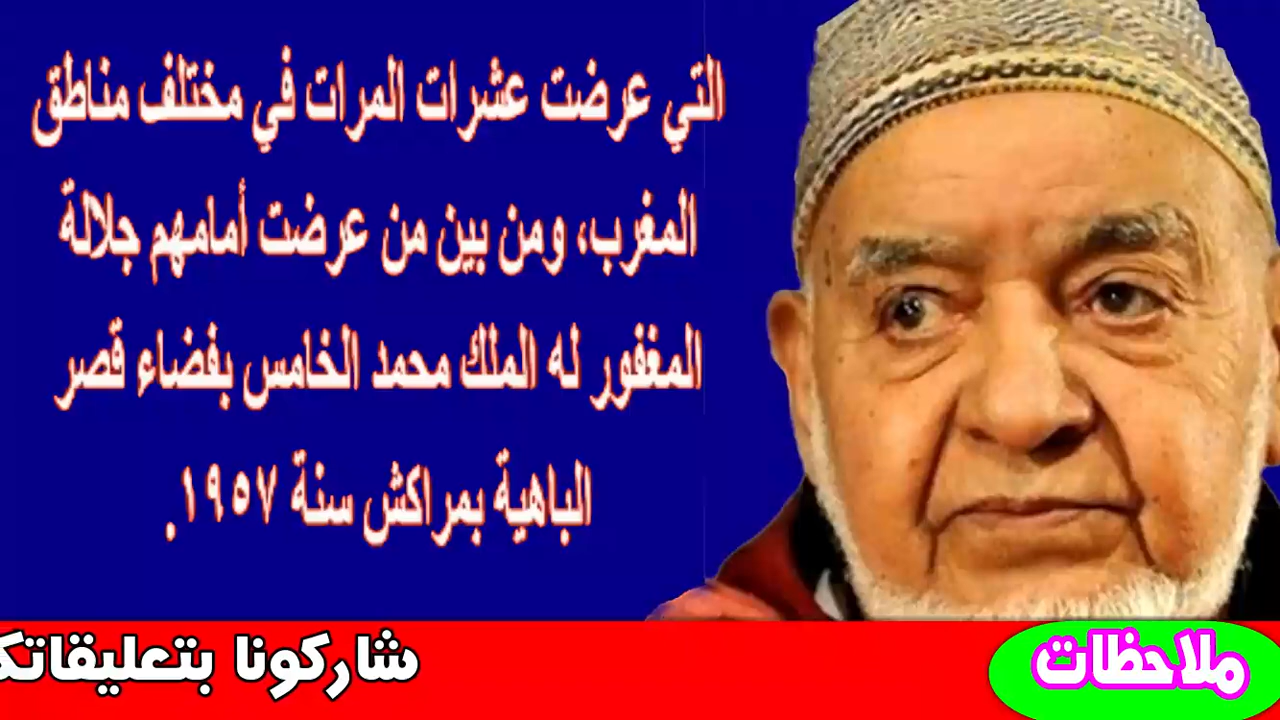 التي عرضت عشرات المرات في مختلف مناطق
المغرب، ومن بين من عرضت أمامهم جلالة
المغفور له الملك محمد الخامس بفضاء قصر
الباهية بمراكش سنة ١٩٥٧.
ملاحظات
شاركونا بتعليقاتك